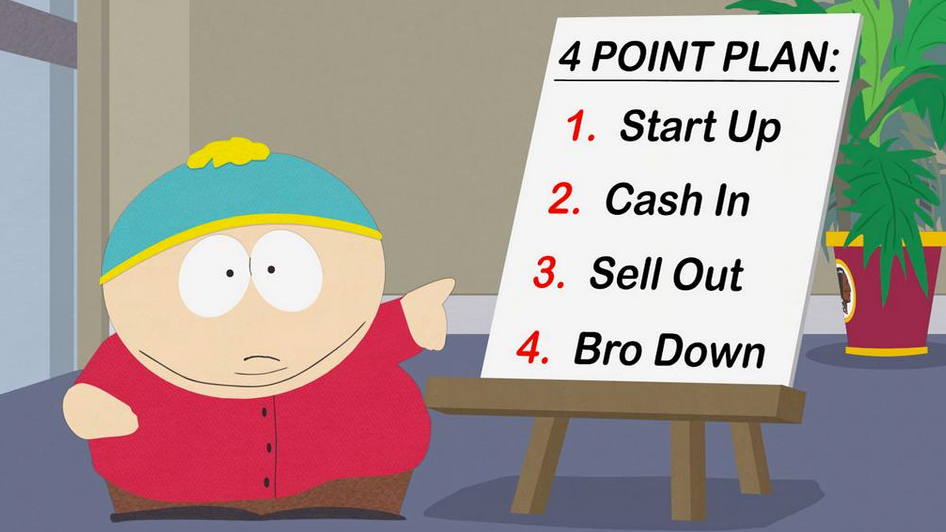 4 POINT PLAN:
1. Start Up
2. Cash In
3. Sell Out
4. Bro Down